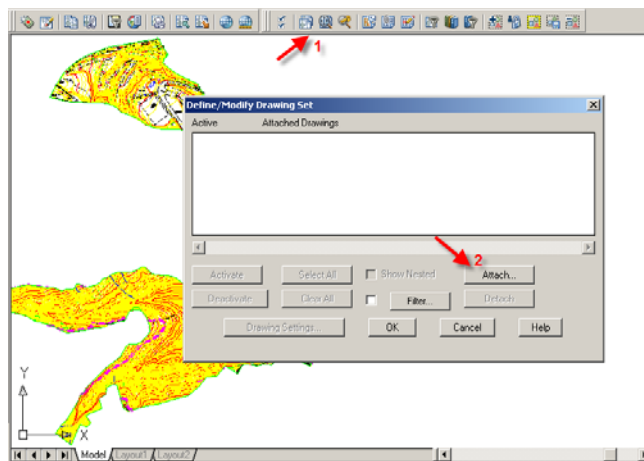 1
Define/Modify Drawing Set
Active Attached Drawings
2
Activate Select All Show Nested Attach...
Deactivate Clear All Filter... Detach
Drawing Settings... OK Cancel Help
Y
X
Model Layout1 Layout2